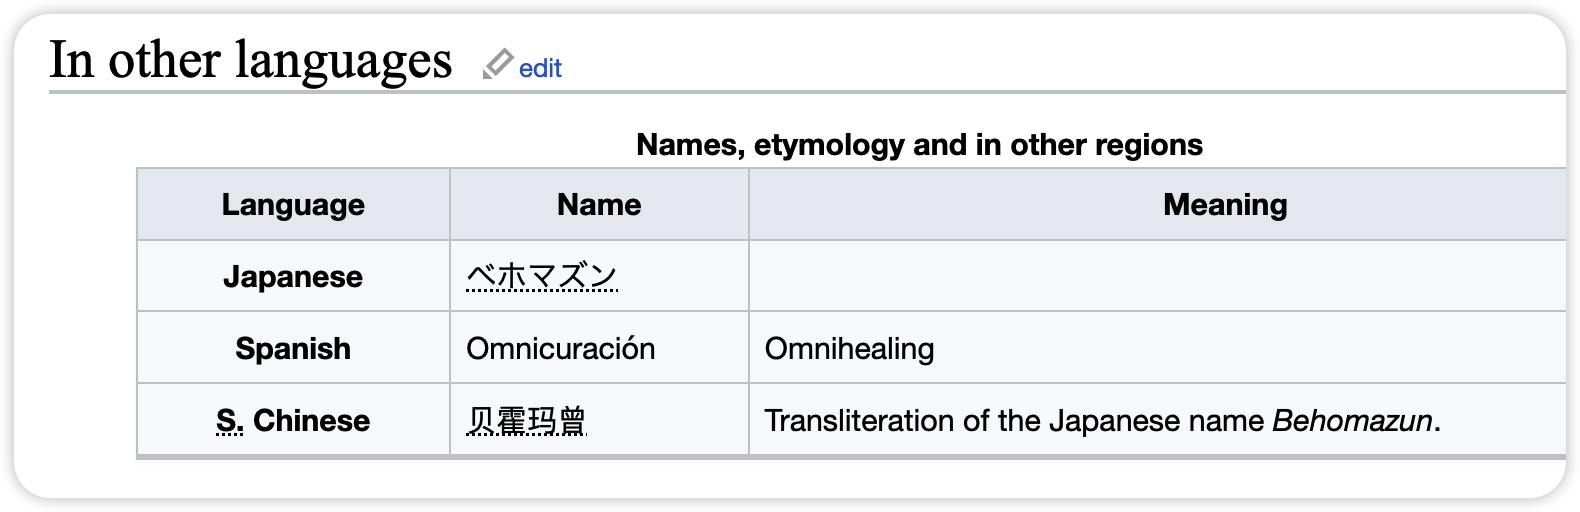 In other languages edit
Names, etymology and in other regions
Language Name Meaning
Japanese ベホマズン
Spanish Omnicuración Omnihealing
S. Chinese 贝霍玛曾 Transliteration of the Japanese name Behomazun.